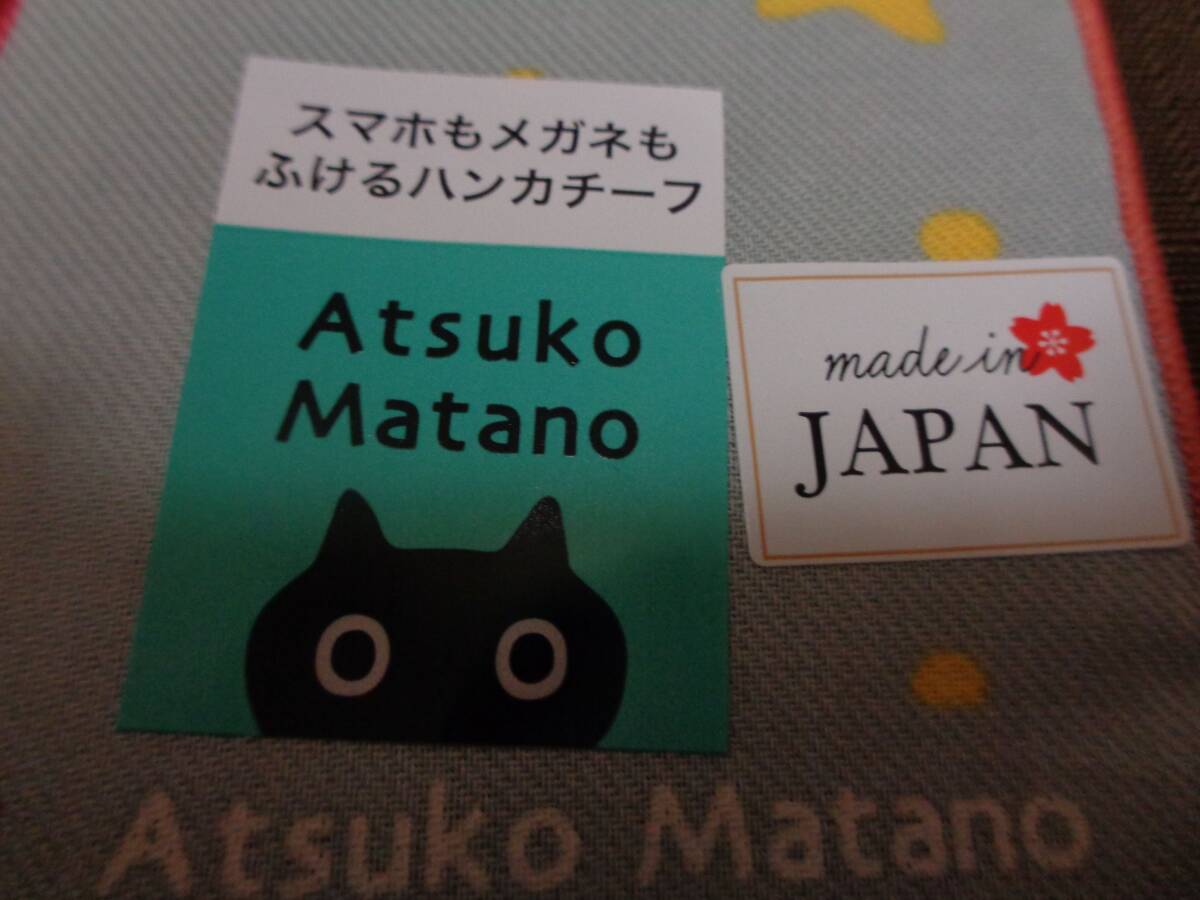 スマホもメガネも
ふけるハンカチーフ
Atsuko
Matano
made in
JAPAN
Atsuko Matano